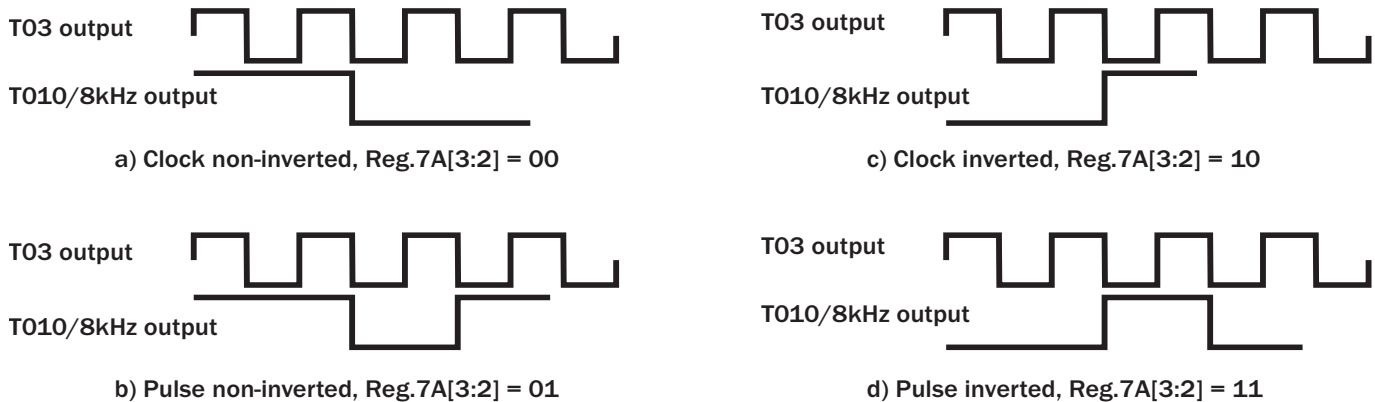 T03 output
T010/8kHz output
a) Clock non-inverted, Reg.7A[3:2] = 00
T03 output
T010/8kHz output
c) Clock inverted, Reg.7A[3:2] = 10
T03 output
T010/8kHz output
b) Pulse non-inverted, Reg.7A[3:2] = 01
T03 output
T010/8kHz output
d) Pulse inverted, Reg.7A[3:2] = 11